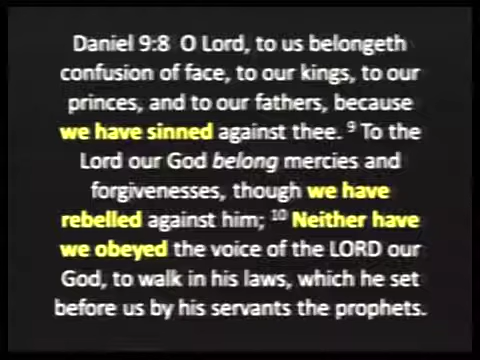 Daniel 9:8 O Lord, to us belongeth
confusion of face, to our kings, to our
princes, and to our fathers, because
we have sinned against thee. 9 To the
Lord our God belong mercies and
forgivenesses, though we have
rebelled against him; 10 Neither have
we obeyed the voice of the LORD our
God, to walk in his laws, which he set
before us by his servants the prophets.